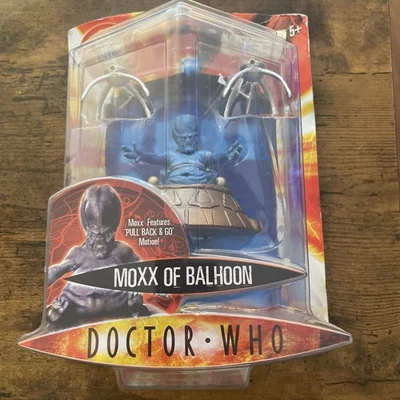 5+
Moxx Features
'PULL BACK & GO'
Motion!
MOXX OF BALHOON
DOCTOR · WHO